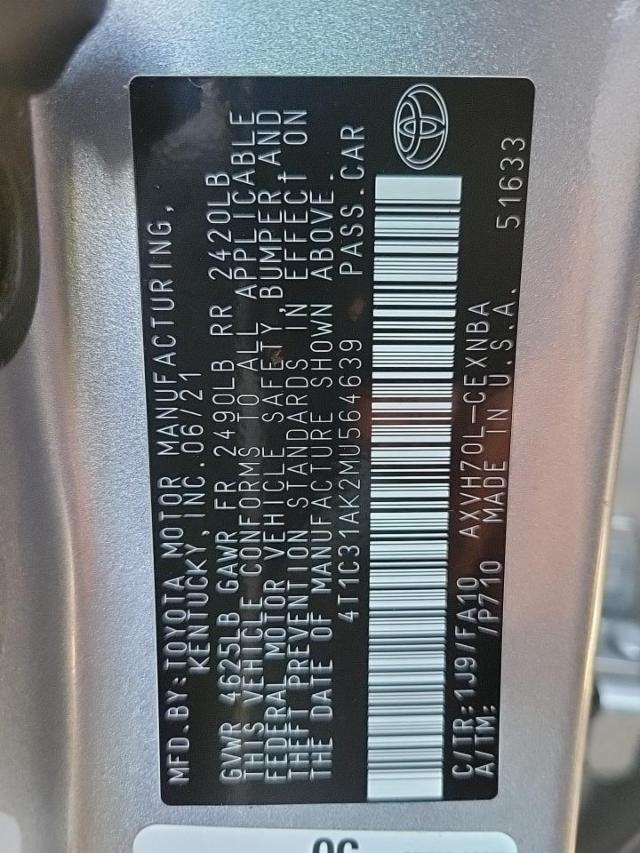 MFD.BY:TOYOTA MOTOR MANUFACTURING,
KENTUCKY, INC.06/21
GVWR 4625LB GAWR FR 2490LB RR 2420LB
THIS VEHICLE CONFORMS TO ALL APPLICABLE
FEDERAL MOTOR VEHICLE SAFETY,BUMPER,AND
THEFT PREVENTION STANDARDS IN EFFECT ON
THE DATE OF MANUFACTURE SHOWN ABOVE.
4T1C31AK2MU564639 PASS.CAR
C/TR:1J9/FA10 AXVH70L-CEXNBA
A/TM: /P710 MADE IN U.S.A. 51633